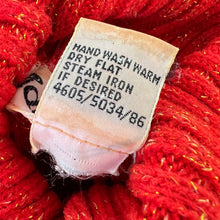 HAND WASH WARM
DRY FLAT
STEAM IRON
IF DESIRED
4605/5034/86